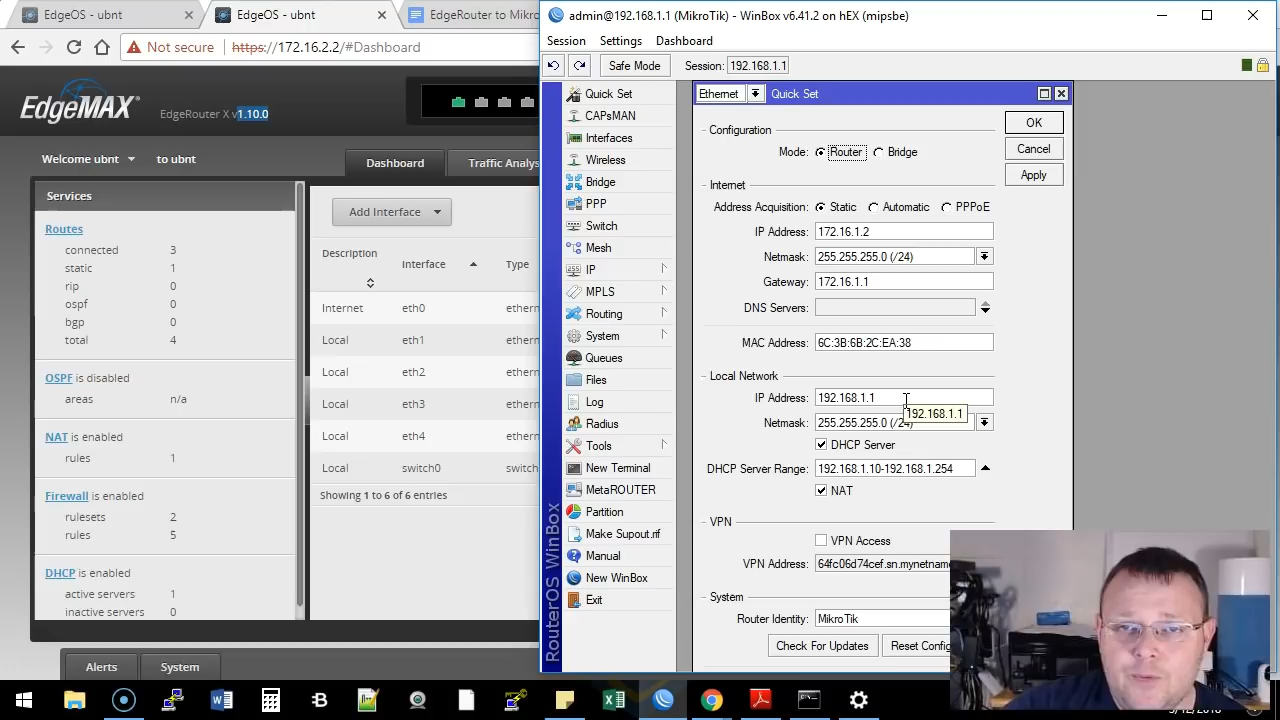 EdgeOS - ubnt
EdgeOS - ubnt
EdgeRouter to Mikro
Not secure https://172.16.2.2/#Dashboard
EdgeMAX
EdgeRouter X v1.10.0
Welcome ubnt to ubnt
Dashboard
Traffic Analys
Services
Routes
connected 3
static 1
rip 0
ospf 0
bgp 0
total 4
OSPF is disabled
areas n/a
NAT is enabled
rules 1
Firewall is enabled
rulesets 2
rules 5
DHCP is enabled
active servers 1
inactive servers 0
Add Interface
Description Interface Type
Internet eth0 ethern
Local eth1 ethern
Local eth2 ethern
Local eth3 ethern
Local eth4 ethern
Local switch0 switch
Showing 1 to 6 of 6 entries
Alerts System
admin@192.168.1.1 (MikroTik) - WinBox v6.41.2 on hEX (mipsbe)
Session Settings Dashboard
Safe Mode Session: 192.168.1.1
RouterOS WinBox
Quick Set
CAPsMAN
Interfaces
Wireless
Bridge
PPP
Switch
Mesh
IP
MPLS
Routing
System
Queues
Files
Log
Radius
Tools
New Terminal
MetaROUTER
Partition
Make Supout.rif
Manual
New WinBox
Exit
Ethernet Quick Set
Configuration
Mode: Router Bridge
Internet
Address Acquisition: Static Automatic PPPoE
IP Address: 172.16.1.2
Netmask: 255.255.255.0 (/24)
Gateway: 172.16.1.1
DNS Servers:
MAC Address: 6C:3B:6B:2C:EA:38
Local Network
IP Address: 192.168.1.1
192.168.1.1
Netmask: 255.255.255.0 (/24)
DHCP Server
DHCP Server Range: 192.168.1.10-192.168.1.254
NAT
VPN
VPN Access
VPN Address: 64fc06d74cef.sn.mynetname
System
Router Identity: MikroTik
Check For Updates Reset Config
OK
Cancel
Apply